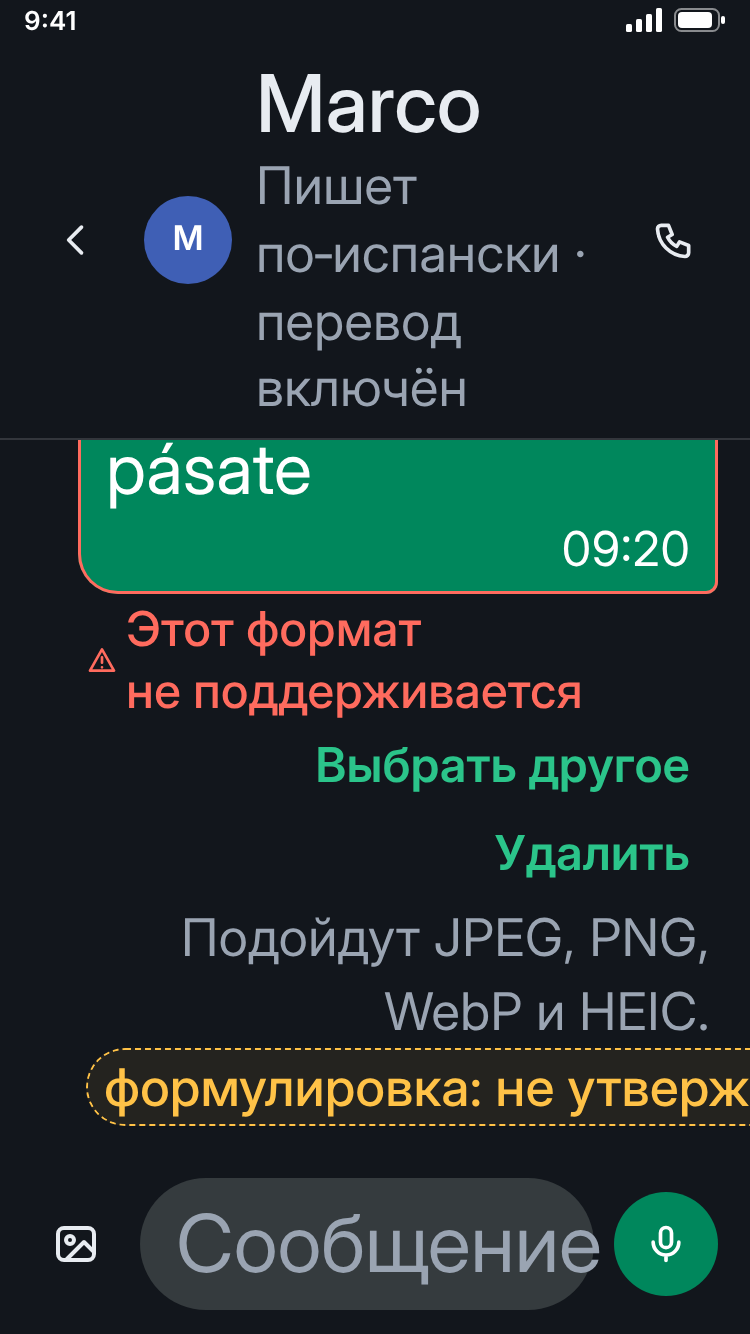 9:41
Marco
Пишет
по-испански ·
перевод
включён
M
pásate
09:20
Этот формат
не поддерживается
Выбрать другое
Удалить
Подойдут JPEG, PNG,
WebP и HEIC.
формулировка: не утверж
Сообщение